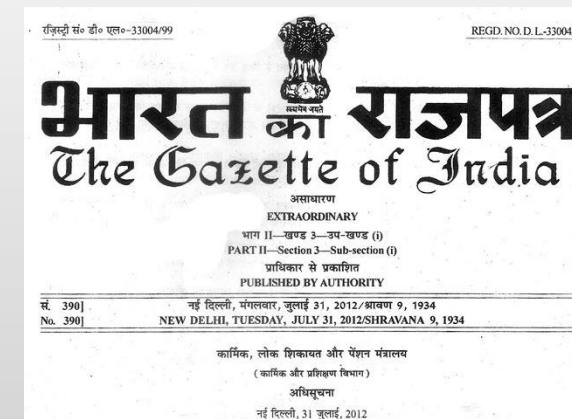 रज़िस्ट्री सं० डी० एल०-33004/99
REGD. NO. D. L.-33004
सत्यमेव जयते
भारत का राजपत्र
The Gazette of India
असाधारण
EXTRAORDINARY
भाग II—खण्ड 3—उप-खण्ड (i)
PART II—Section 3—Sub-section (i)
प्राधिकार से प्रकाशित
PUBLISHED BY AUTHORITY
सं. 390] नई दिल्ली, मंगलवार, जुलाई 31, 2012/श्रावण 9, 1934
No. 390] NEW DELHI, TUESDAY, JULY 31, 2012/SHRAVANA 9, 1934
कार्मिक, लोक शिकायत और पेंशन मंत्रालय
(कार्मिक और प्रशिक्षण विभाग)
अधिसूचना
नई दिल्ली, 31 जुलाई, 2012